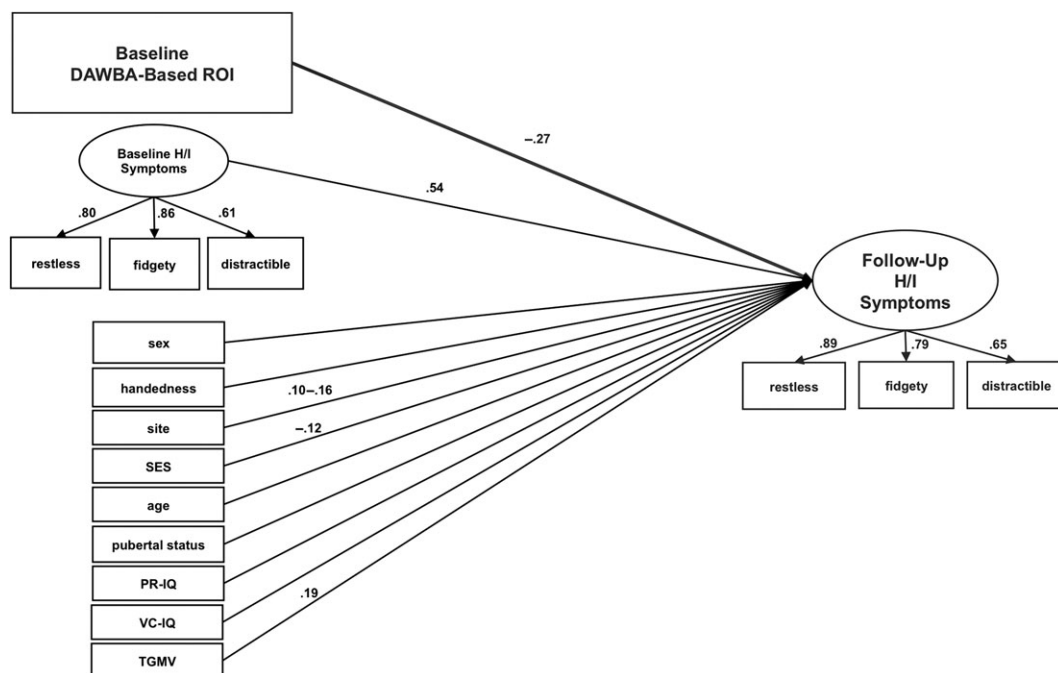 Baseline
DAWBA-Based ROI
–.27
Baseline H/I
Symptoms
.54
.80
.86
.61
restless
fidgety
distractible
Follow-Up
H/I
Symptoms
.89
.79
.65
restless
fidgety
distractible
sex
handedness
.10–.16
site
–.12
SES
age
pubertal status
PR-IQ
.19
VC-IQ
TGMV